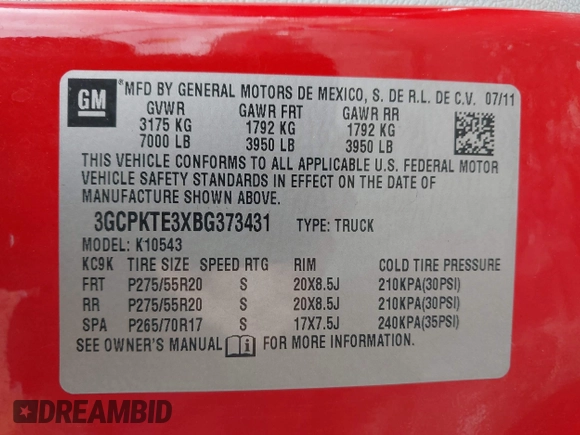 GM
®MFD BY GENERAL MOTORS DE MEXICO, S. DE R.L. DE C.V. 07/11
GVWR GAWR FRT GAWR RR
3175 KG 1792 KG 1792 KG
7000 LB 3950 LB 3950 LB
THIS VEHICLE CONFORMS TO ALL APPLICABLE U.S. FEDERAL MOTOR
VEHICLE SAFETY STANDARDS IN EFFECT ON THE DATE OF
MANUFACTURE SHOWN ABOVE.
3GCPKTE3XBG373431 TYPE: TRUCK
MODEL: K10543
KC9K TIRE SIZE SPEED RTG RIM COLD TIRE PRESSURE
FRT P275/55R20 S 20X8.5J 210KPA(30PSI)
RR P275/55R20 S 20X8.5J 210KPA(30PSI)
SPA P265/70R17 S 17X7.5J 240KPA(35PSI)
SEE OWNER'S MANUAL FOR MORE INFORMATION.
DREAMBID